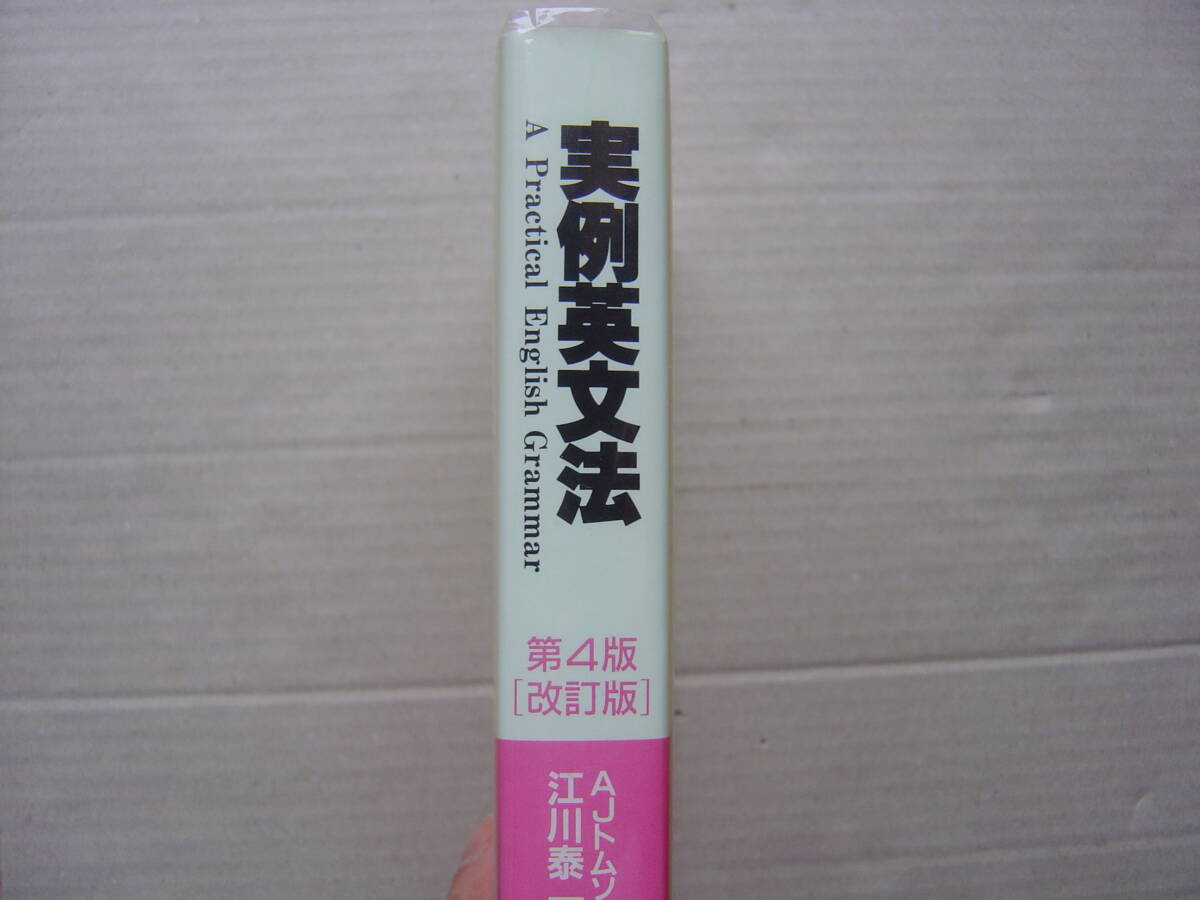 実例英文法
A Practical English Grammar
第4版
[改訂版]
AJトムソ
江川泰一